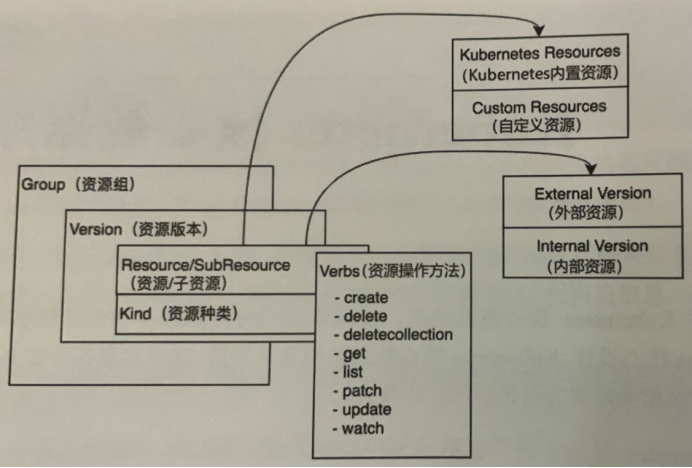 Kubernetes Resources
(Kubernetes内置资源)
Custom Resources
(自定义资源)
Group（资源组）
Version（资源版本）
External Version
(外部资源)
Internal Version
(内部资源)
Resource/SubResource
（资源/子资源）
Kind（资源种类）
Verbs(资源操作方法)
- create
- delete
- deletecollection
- get
- list
- patch
- update
- watch